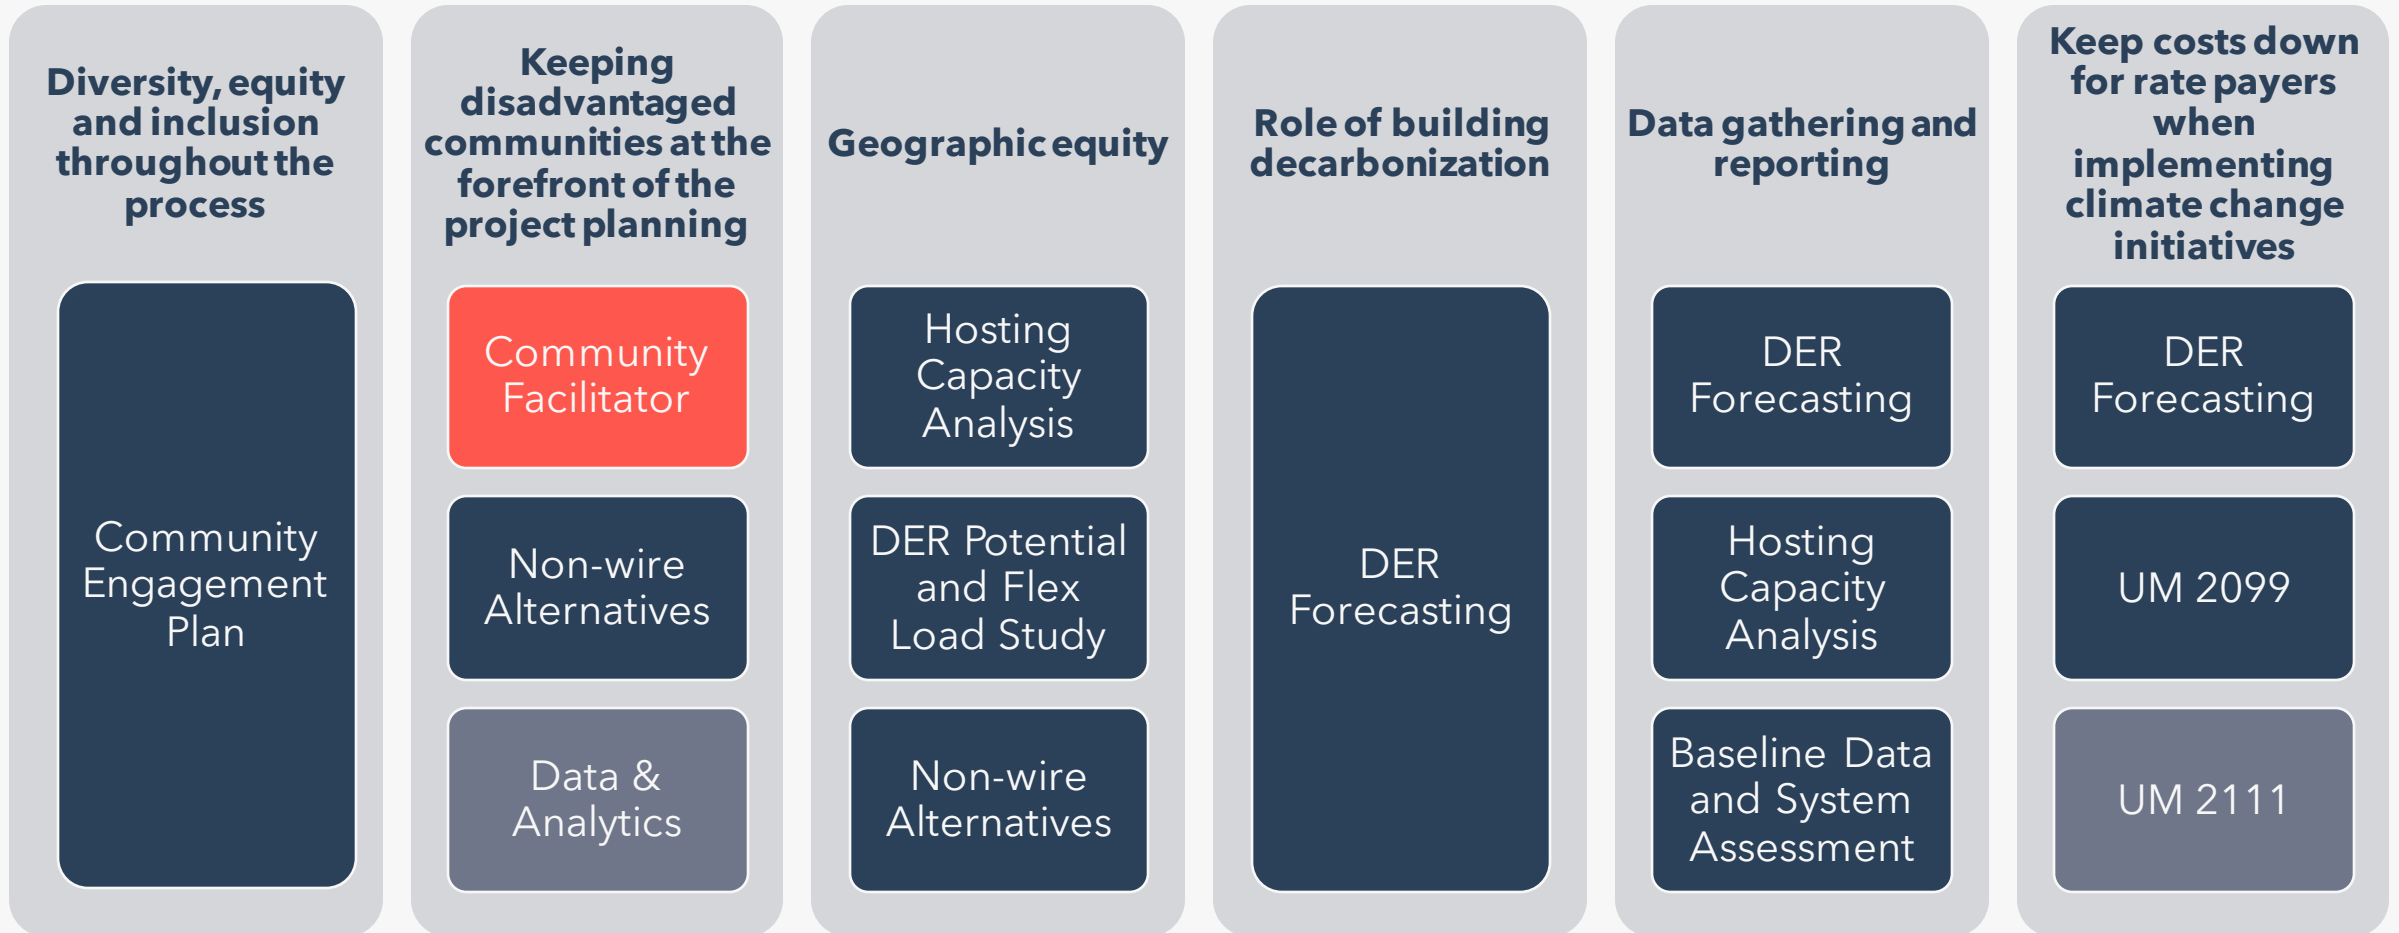 Diversity, equity
and inclusion
throughout the
process
Community
Engagement
Plan
Keeping
disadvantaged
communities at the
forefront of the
project planning
Community
Facilitator
Non-wire
Alternatives
Data &
Analytics
Geographic equity
Hosting
Capacity
Analysis
DER Potential
and Flex
Load Study
Non-wire
Alternatives
Role of building
decarbonization
DER
Forecasting
Data gathering and
reporting
DER
Forecasting
Hosting
Capacity
Analysis
Baseline Data
and System
Assessment
Keep costs down
for rate payers
when
implementing
climate change
initiatives
DER
Forecasting
UM 2099
UM 2111